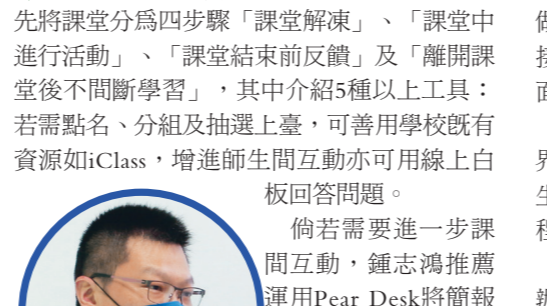 先將課堂分爲四步驟「課堂解凍」、「課堂中
進行活動」、「課堂結束前反饋」及「離開課
堂後不間斷學習」，其中介紹5種以上工具：
若需點名、分組及抽選上臺，可善用學校既有
資源如iClass，增進師生間互動亦可用線上白
板回答問題。
倘若需要進一步課
間互動，鍾志鴻推薦
運用Pear Desk將簡報
做
面
界
生
程